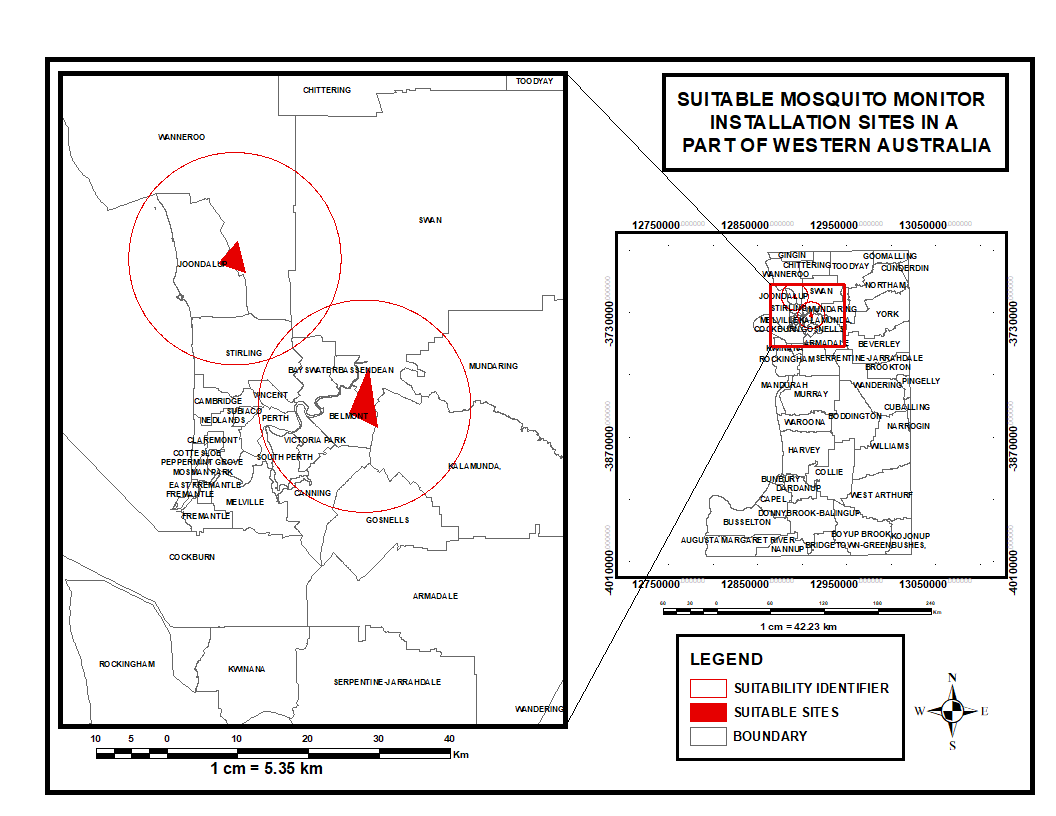 SUITABLE MOSQUITO MONITOR
INSTALLATION SITES IN A
PART OF WESTERN AUSTRALIA
TOODYAY
CHITTERING
WANNEROO
SWAN
JOONDALUP
STIRLING
MUNDARING
BAYSWATER BASSENDEAN
VINCENT
CAMBRIDGE
SUBIACO
NEDLANDS
PERTH
BELMONT
CLAREMONT
VICTORIA PARK
COTTESLOE
SOUTH PERTH
PEPPERMINT GROVE
KALAMUNDA,
MOSMAN PARK
EAST FREMANTLE
FREMANTLE
CANNING
MELVILLE
FREMANTLE
GOSNELLS
COCKBURN
ARMADALE
ROCKINGHAM
KWINANA
SERPENTINE-JARRAHDALE
WANDERING
10 5 0 10 20 30 40
Km
1 cm = 5.35 km
12750000 12850000 12950000 13050000
-3730000 -3730000
-3870000 -3870000
-4010000 -4010000
GINGIN
GOOMALLING
CHITTERING TOODYAY
CUNDERDIN
WANNEROO
NORTHAM
SWAN
JOONDALUP
STIRLING MUNDARING
YORK
MELVILLE KALAMUNDA,
COCKBURN GOSNELLS
ARMADALE
BEVERLEY
KWINANA
ROCKINGHAM
SERPENTINE-JARRAHDALE
BROOKTON
MANDURAH
WANDERING
PINGELLY
MURRAY
CUBALLING
BODDINGTON
WAROONA
NARROGIN
HARVEY
WILLIAMS
COLLIE
BUNBURY
DARDANUP
CAPEL
WEST ARTHUR
DONNYBROOK-BALINGUP
BUSSELTON
BOYUP BROOK
KOJONUP
AUGUSTA MARGARET RIVER
NANNUP
BRIDGETOWN-GREENBUSHES,
12750000 12850000 12950000 13050000
60 30 0 60 120 180 240
Km
1 cm = 42.23 km
LEGEND
SUITABILITY IDENTIFIER
SUITABLE SITES
BOUNDARY
N
W E
S